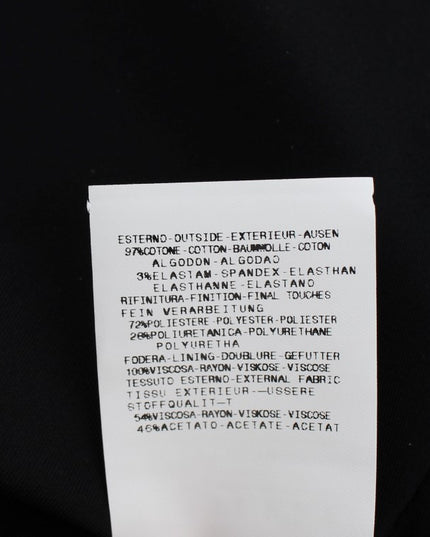 ESTERNO-OUTSIDE-EXTERIEUR-AUSEN
97%COTONE-COTTON-BAUMWOLLE-COTON
ALGODON-ALGODAO
3%ELASTAM-SPANDEX-ELASTHAN
ELASTHANNE-ELASTANO
RIFINITURA-FINITION-FINAL TOUCHES
FEIN VERARBEITUNG
72%POLIESTERE-POLYESTER-POLIESTER
28%POLIURETANICA-POLYURETHANE
POLYURETHA
FODERA-LINING-DOUBLURE-GEFUTTER
100%VISCOSA-RAYON-VISKOSE-VISCOSE
TESSUTO ESTERNO-EXTERNAL FABRIC
TISSU EXTERIEUR-—USSERE
STOFFQUALIT—T
54%VISCOSA-RAYON-VISKOSE-VISCOSE
46%ACETATO-ACETATE-ACETAT